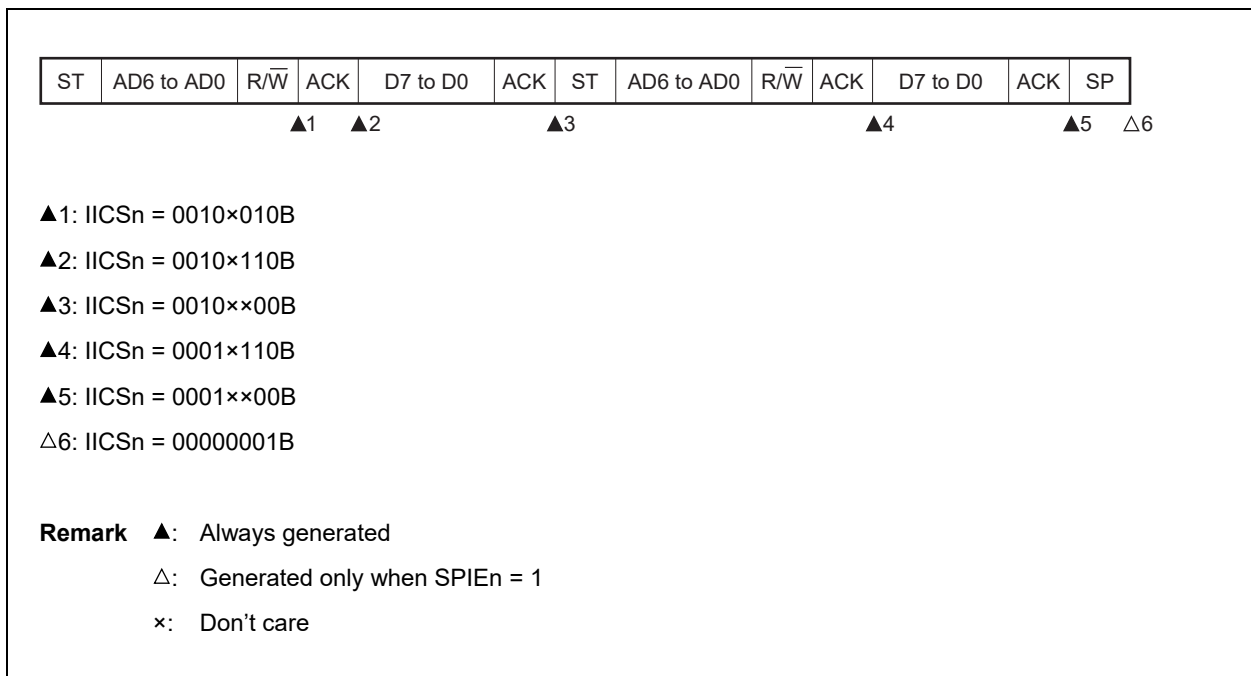 ST AD6 to AD0 R/W̅ ACK D7 to D0 ACK ST AD6 to AD0 R/W̅ ACK D7 to D0 ACK SP
▲1 ▲2 ▲3 ▲4 ▲5 △6
▲1: IICSn = 0010×010B
▲2: IICSn = 0010×110B
▲3: IICSn = 0010××00B
▲4: IICSn = 0001×110B
▲5: IICSn = 0001××00B
△6: IICSn = 00000001B
Remark ▲: Always generated
△: Generated only when SPIEn = 1
×: Don’t care